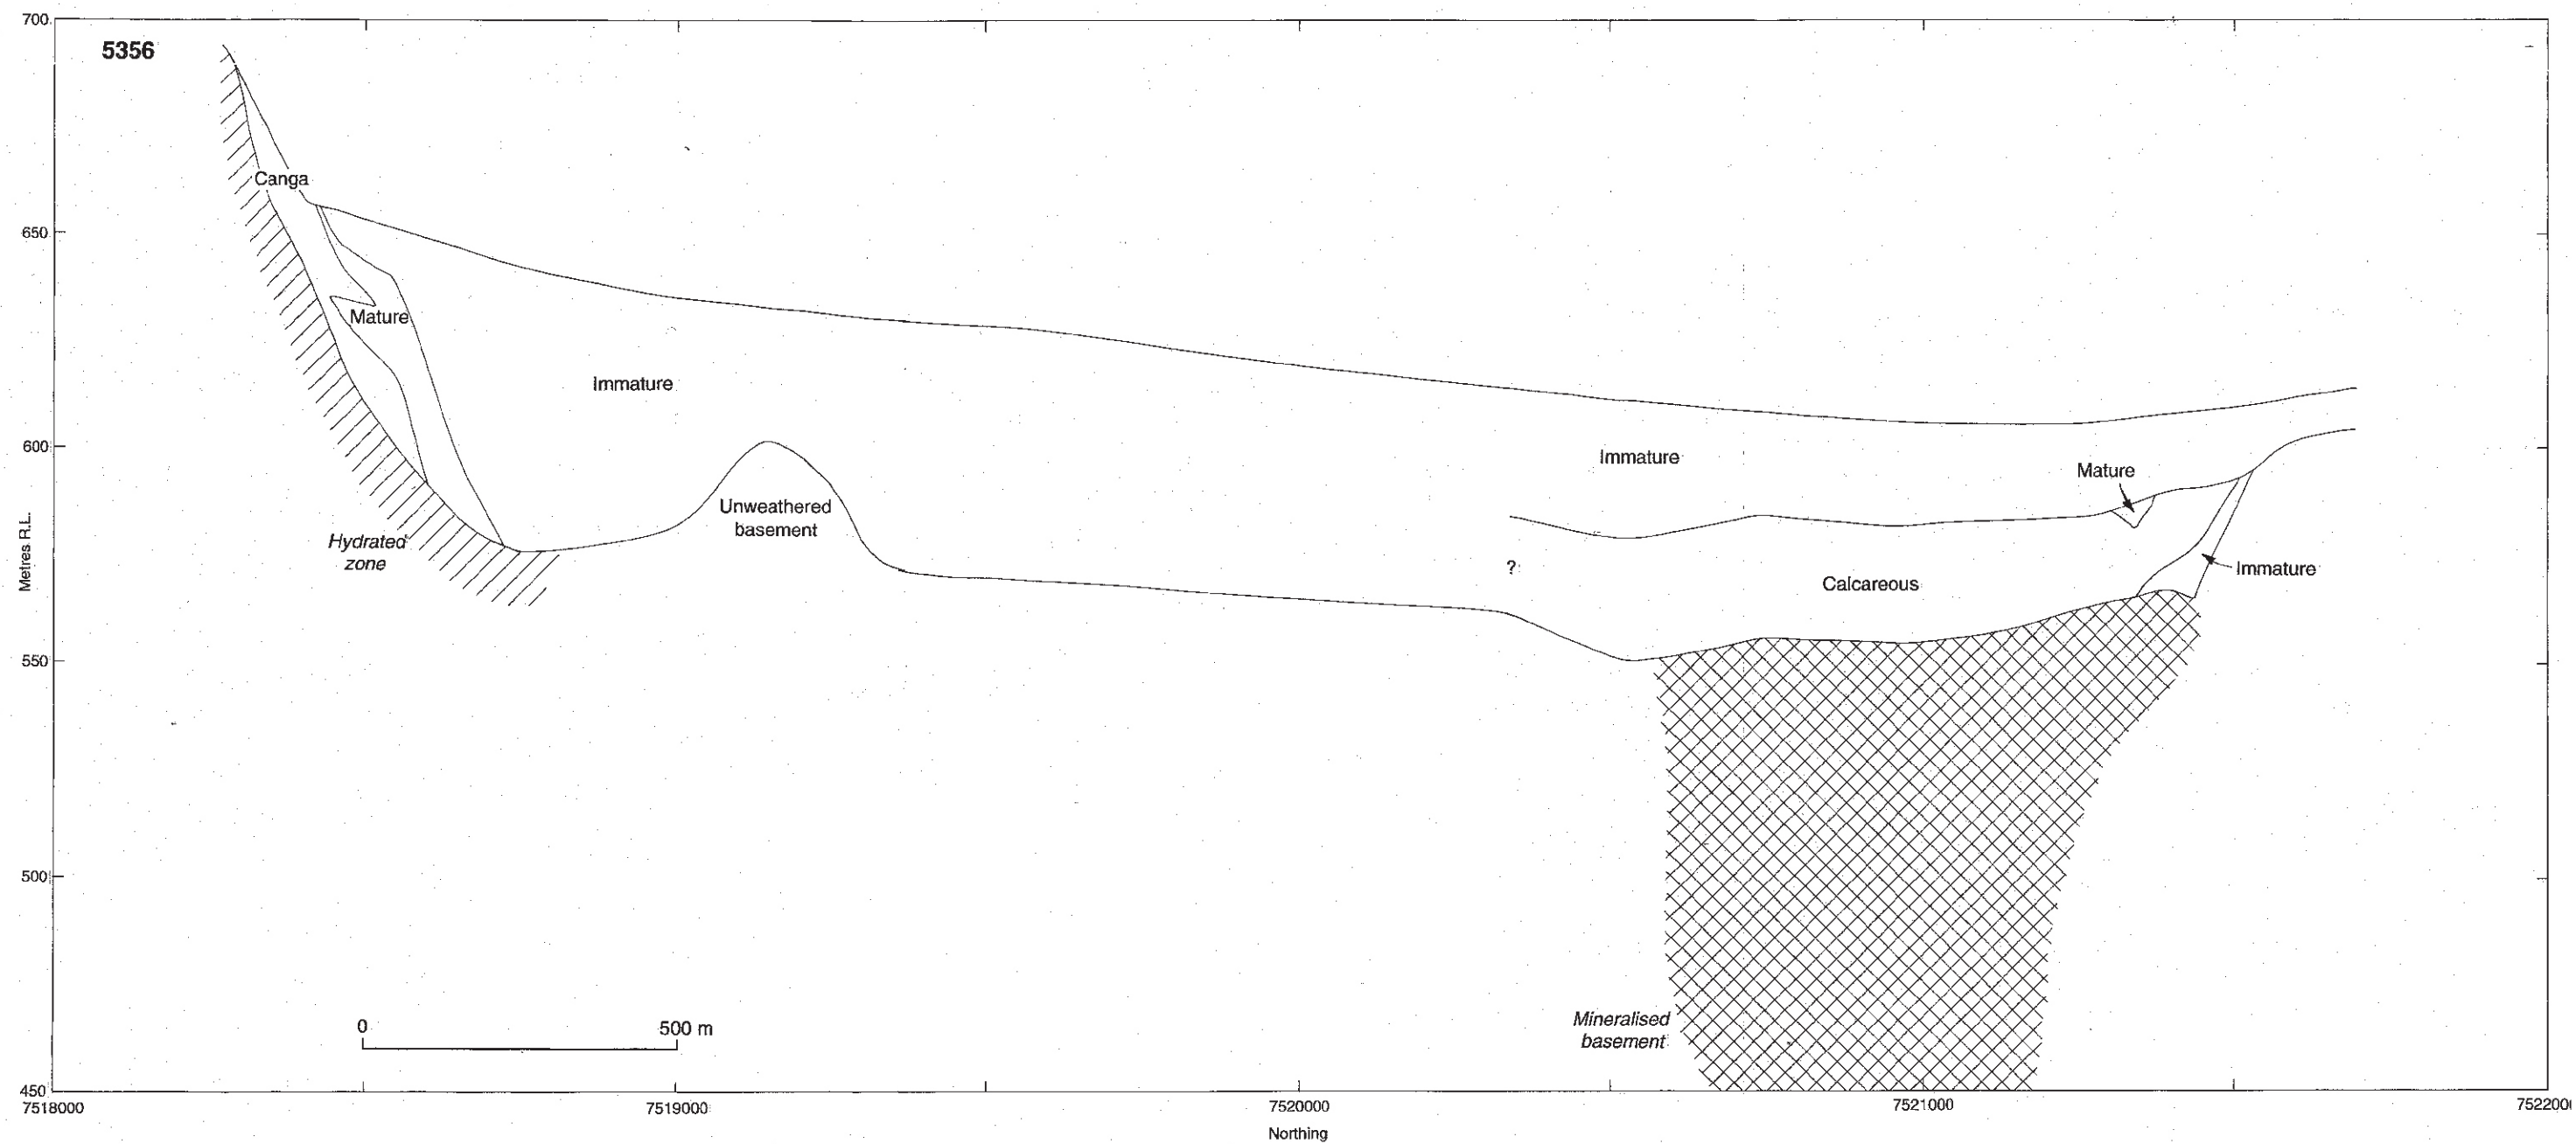 700
5356
Canga
650
Mature
Immature
600
Immature
Mature
Unweathered
basement
Hydrated
zone
Metres R.L.
?
Calcareous
Immature
550
500
Mineralised
basement
0
500 m
450
7518000
7519000
7520000
7521000
752200
Northing